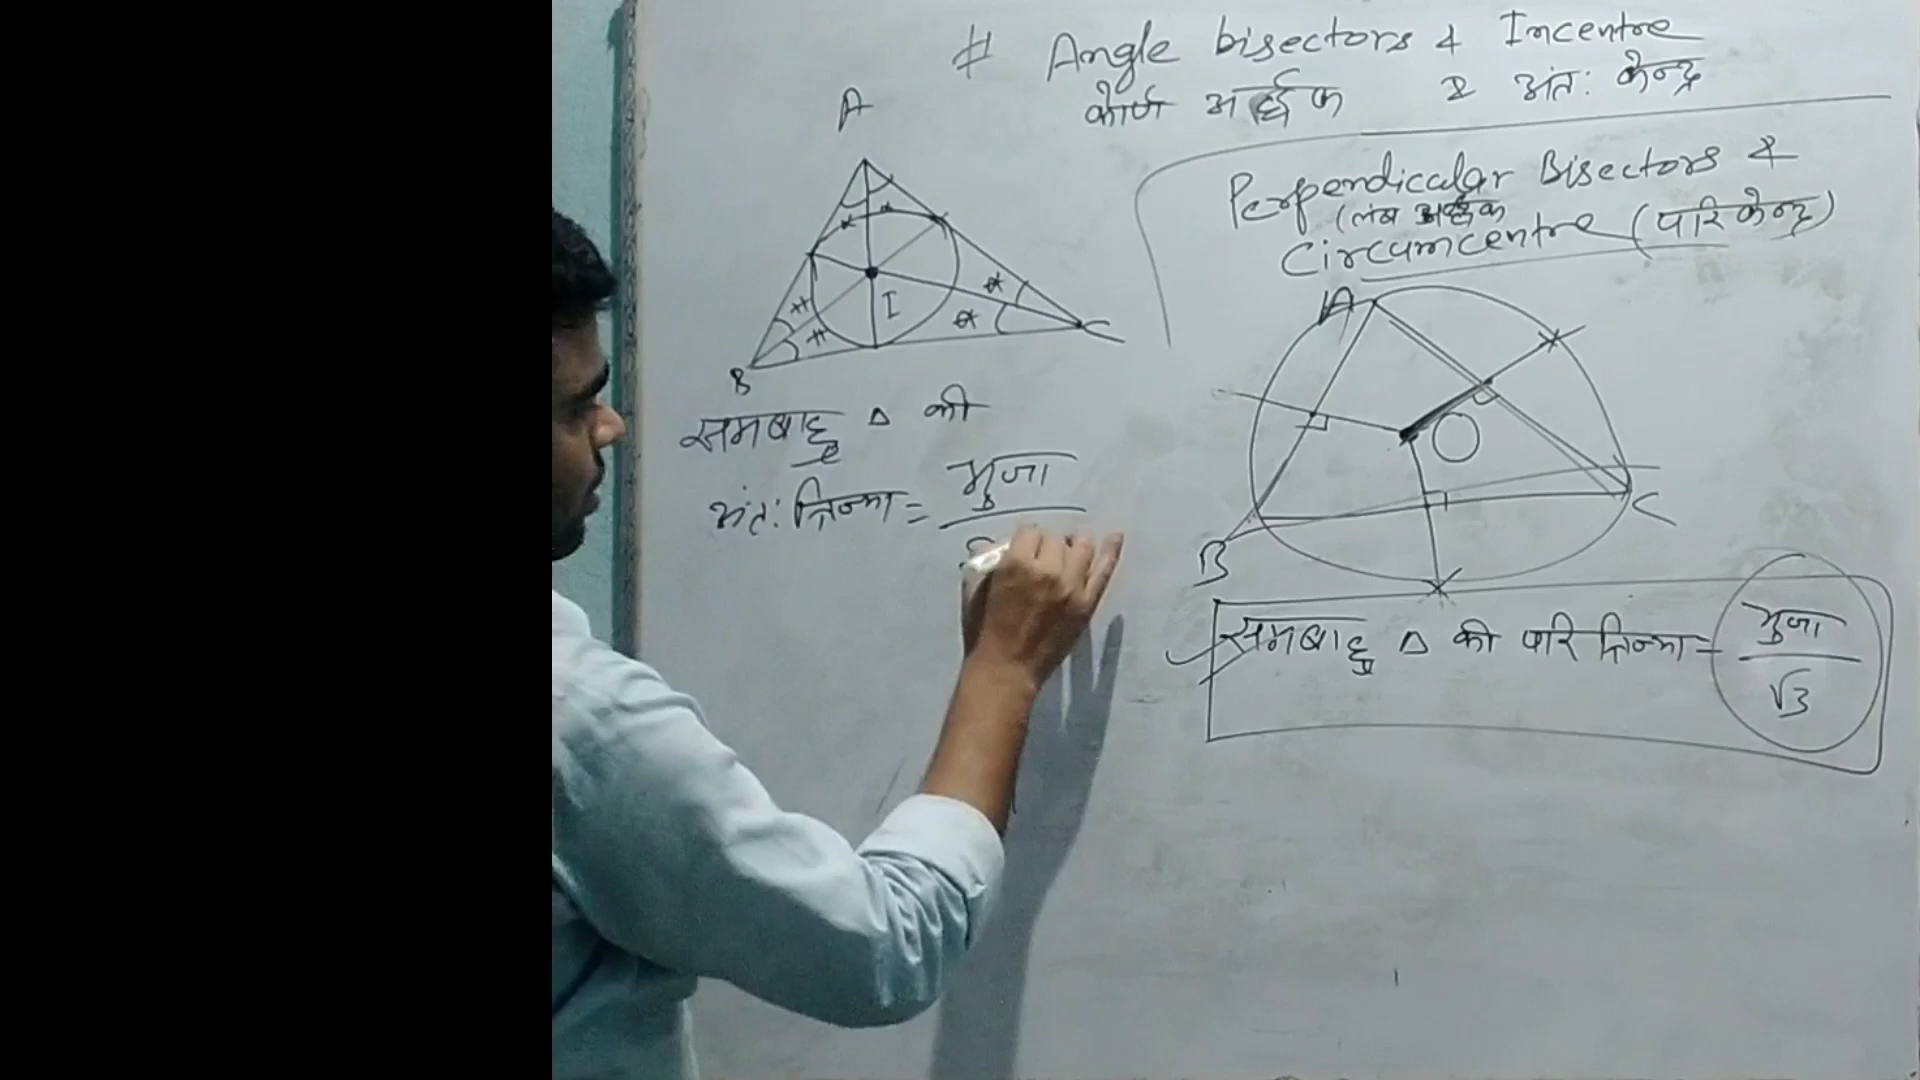 # Angle bisectors & Incentre
कोण अर्द्धक & अंत: केन्द्र
Perpendicular Bisectors &
(लंब अर्द्धक
Circumcentre (परिकेन्द्र)
A
I
B
C
समबाहु Δ की
अंत: त्रिज्या = भुजा
A
O
B
C
समबाहु Δ की परि त्रिज्या = भुजा / √3